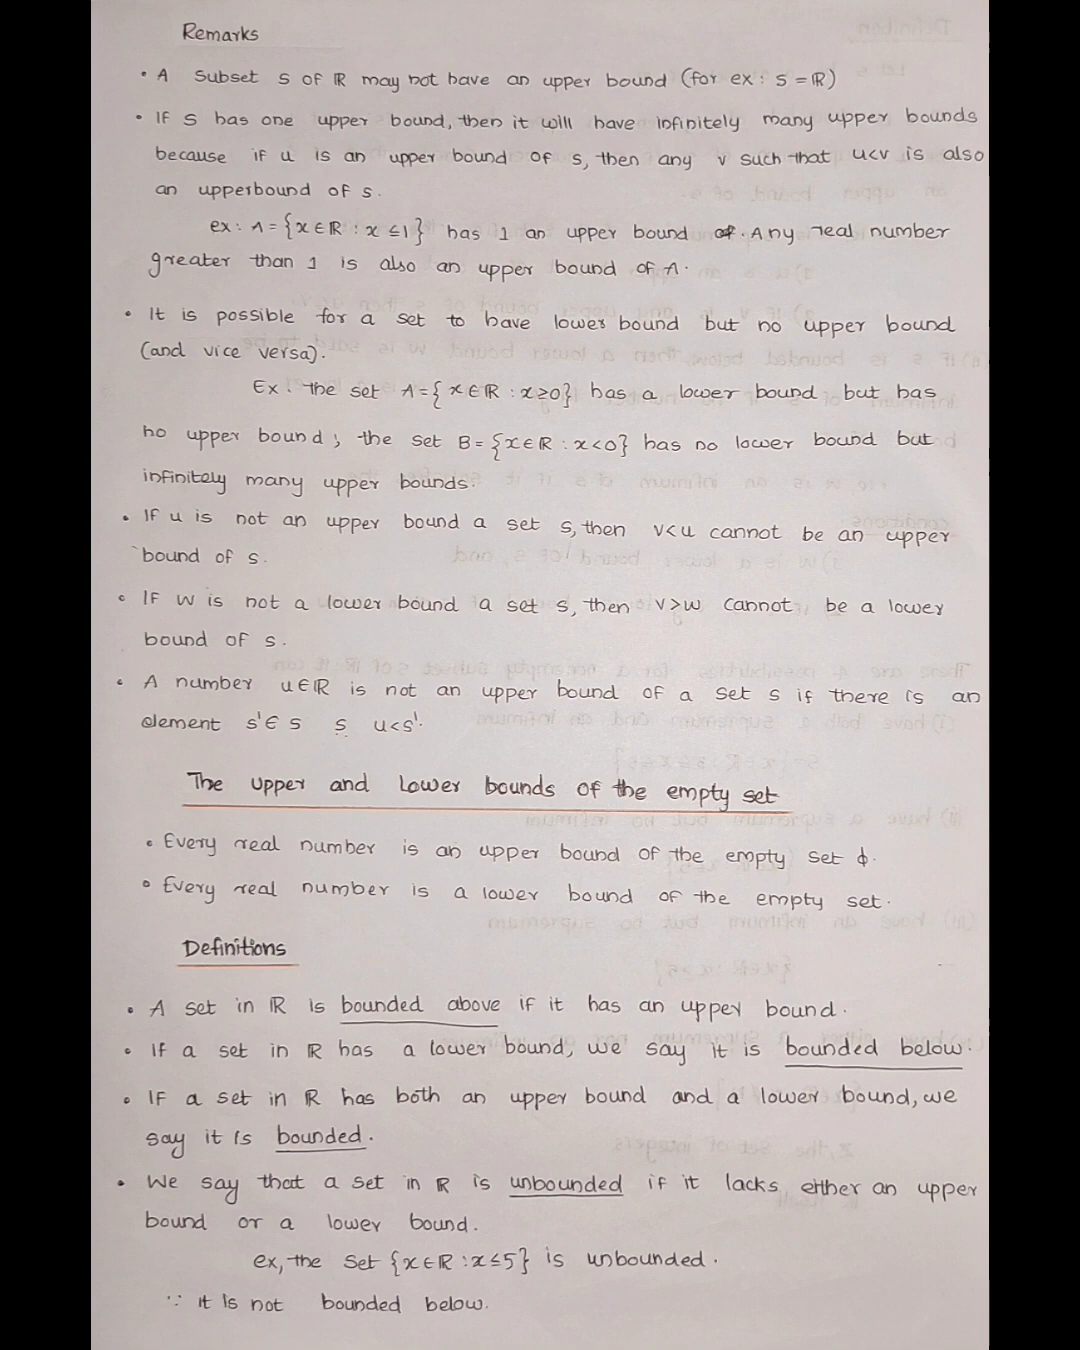 Remarks
• A Subset S of ℝ may not have an upper bound (for ex: S = ℝ)
• If S has one upper bound, then it will have infinitely many upper bounds
because if u is an upper bound of S, then any v such that u<v is also
an upperbound of S.
ex: A = {x∈ℝ : x ≤ 1} has 1 an upper bound of. Any real number
greater than 1 is also an upper bound of A.
• It is possible for a set to have lower bound but no upper bound
(and vice versa).
Ex. the set A = {x∈ℝ : x≥0} has a lower bound but has
no upper bound; the set B = {x∈ℝ : x<0} has no lower bound but
infinitely many upper bounds.
• If u is not an upper bound a set S, then v<u cannot be an upper
bound of S.
• If w is not a lower bound a set S, then v>w cannot be a lower
bound of S.
• A number u∈ℝ is not an upper bound of a set S if there is an
element s'∈ S u<s'.
The upper and Lower bounds of the empty set
• Every real number is an upper bound of the empty set ϕ.
• Every real number is a lower bound of the empty set.
Definitions
• A set in ℝ is bounded above if it has an upper bound.
• If a set in ℝ has a lower bound, we say it is bounded below.
• If a set in ℝ has both an upper bound and a lower bound, we
say it is bounded.
• We say that a set in ℝ is unbounded if it lacks either an upper
bound or a lower bound.
ex, the set {x∈ℝ : x≤5} is unbounded.
∵ it is not bounded below.